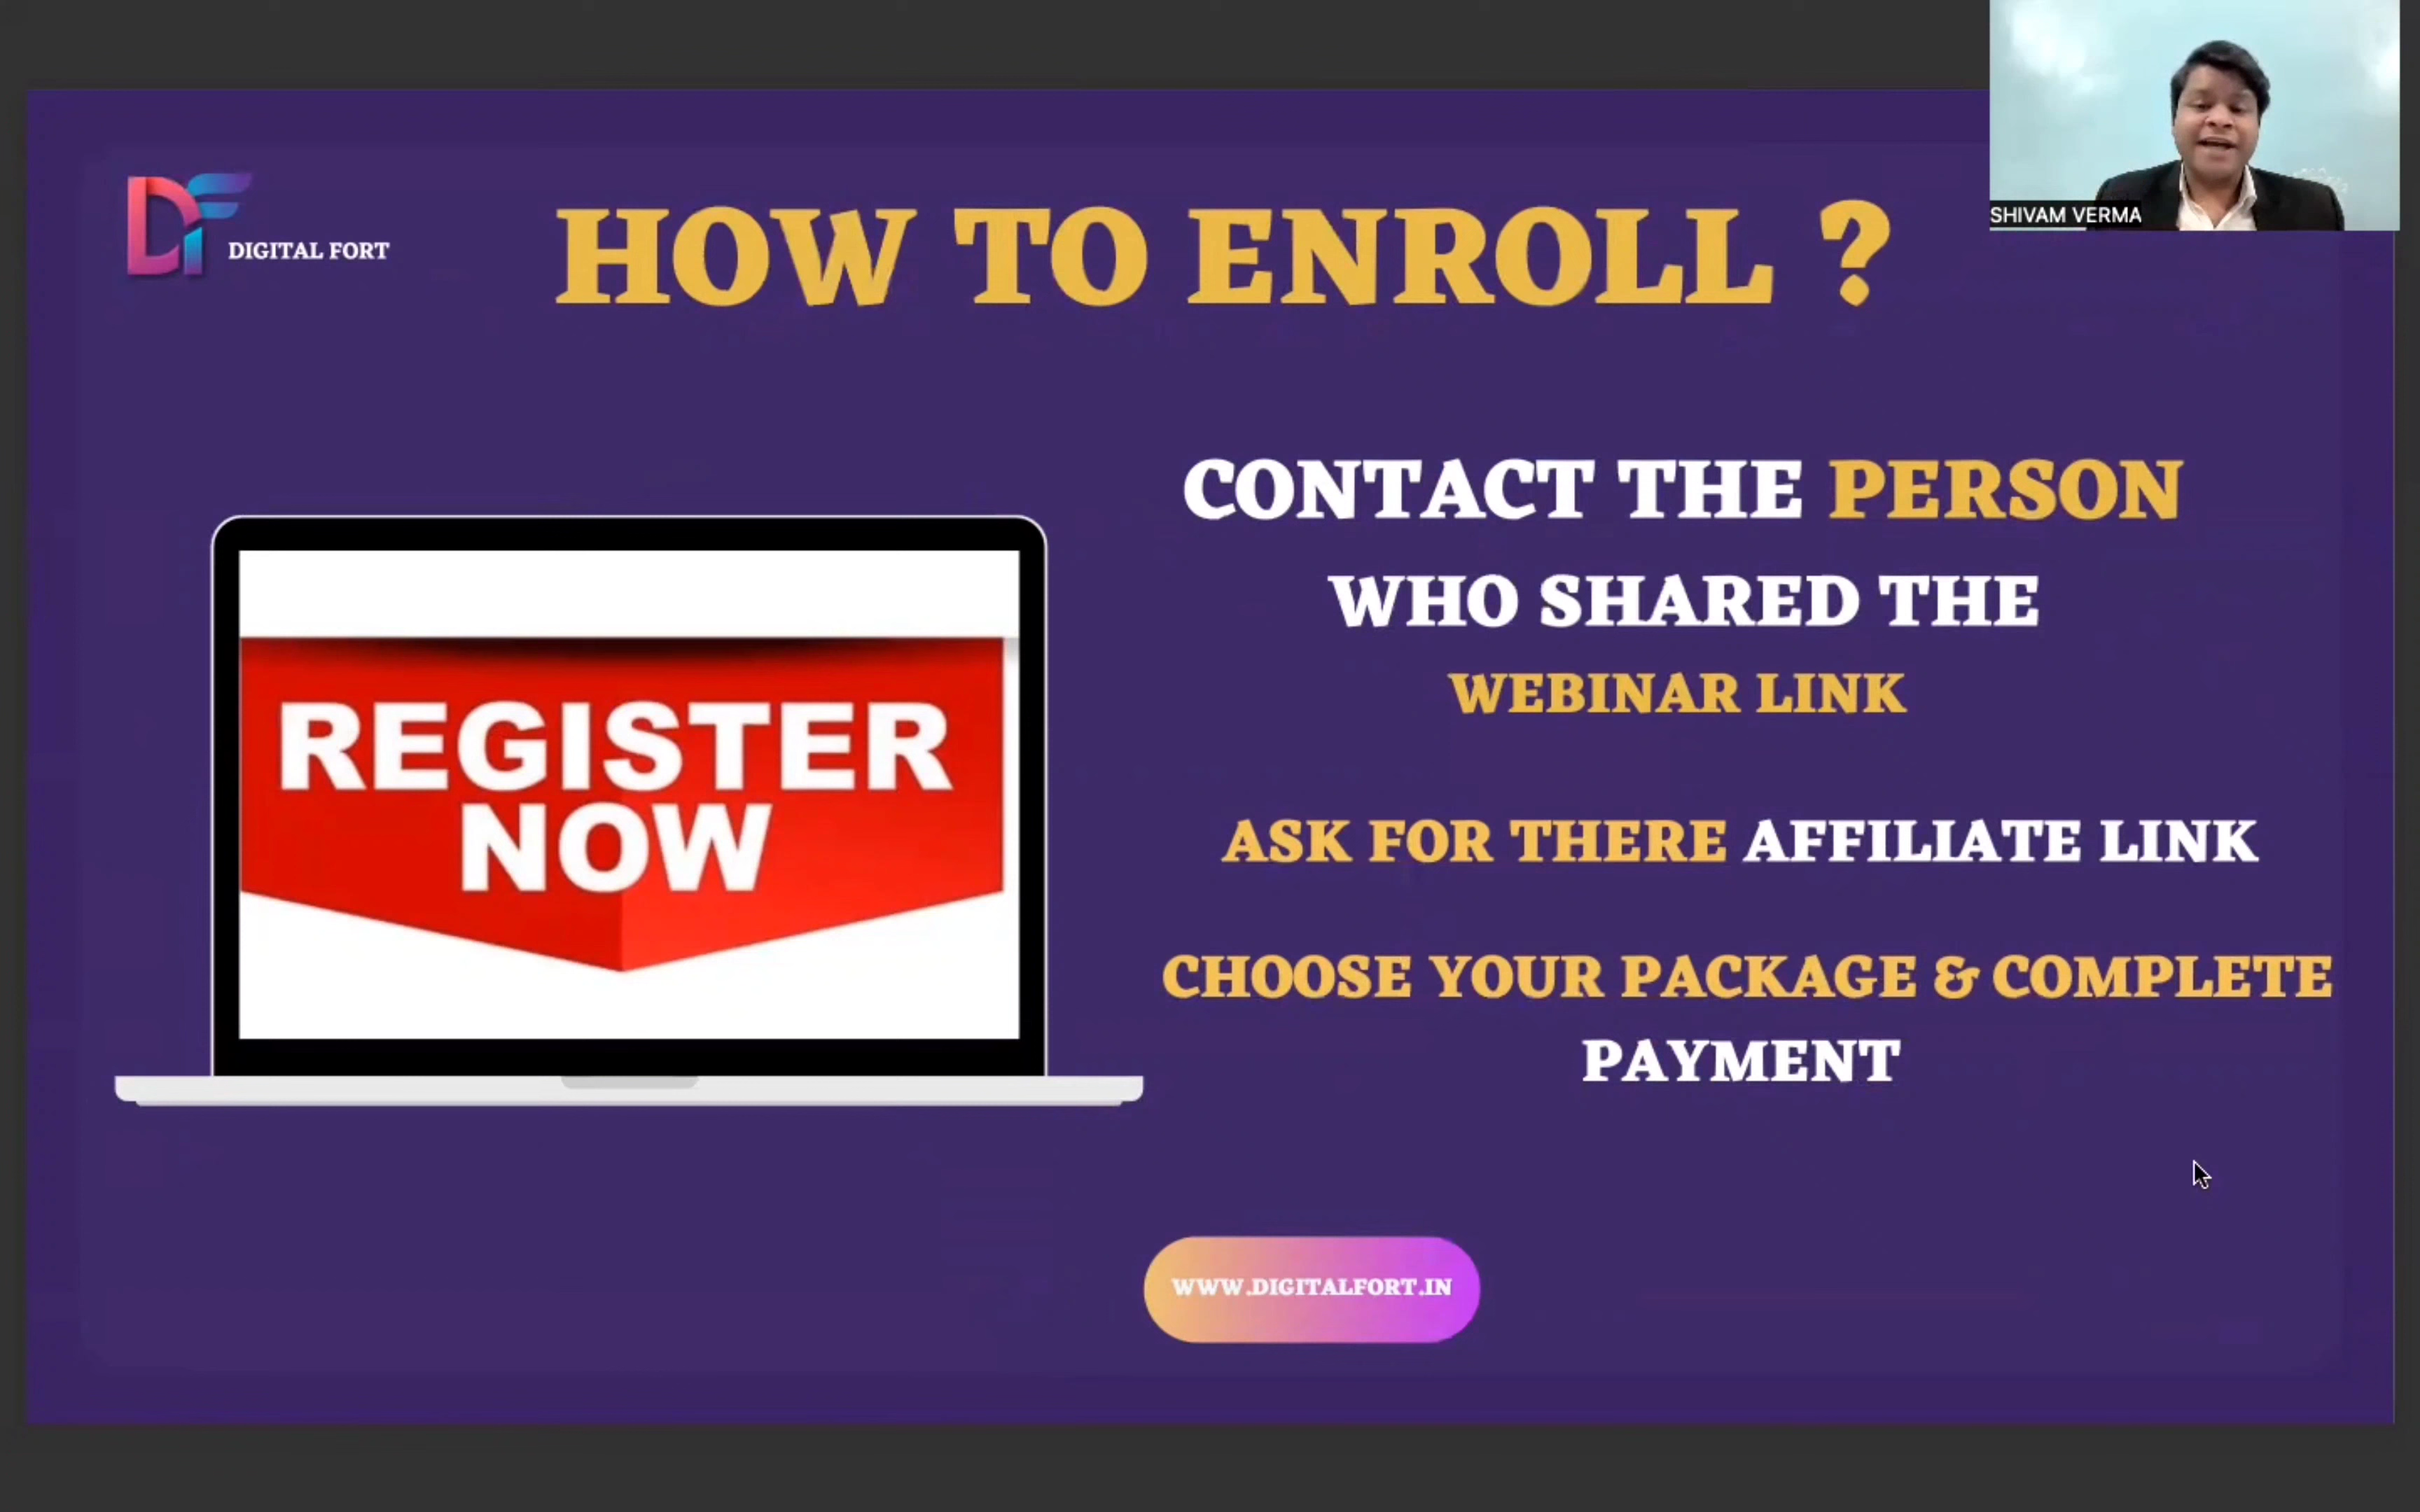 DIGITAL FORT
HOW TO ENROLL ?
SHIVAM VERMA
REGISTER
NOW
CONTACT THE PERSON
WHO SHARED THE
WEBINAR LINK
ASK FOR THERE AFFILIATE LINK
CHOOSE YOUR PACKAGE & COMPLETE
PAYMENT
WWW.DIGITALFORT.IN